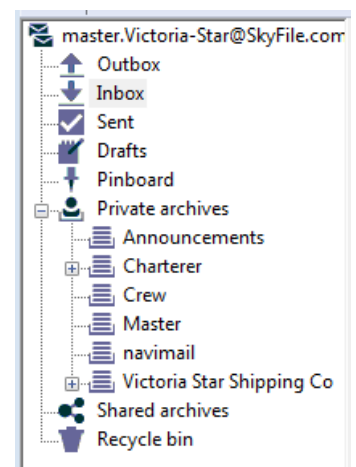 master.Victoria-Star@SkyFile.com
Outbox
Inbox
Sent
Drafts
Pinboard
Private archives
Announcements
Charterer
Crew
Master
navimail
Victoria Star Shipping Co
Shared archives
Recycle bin